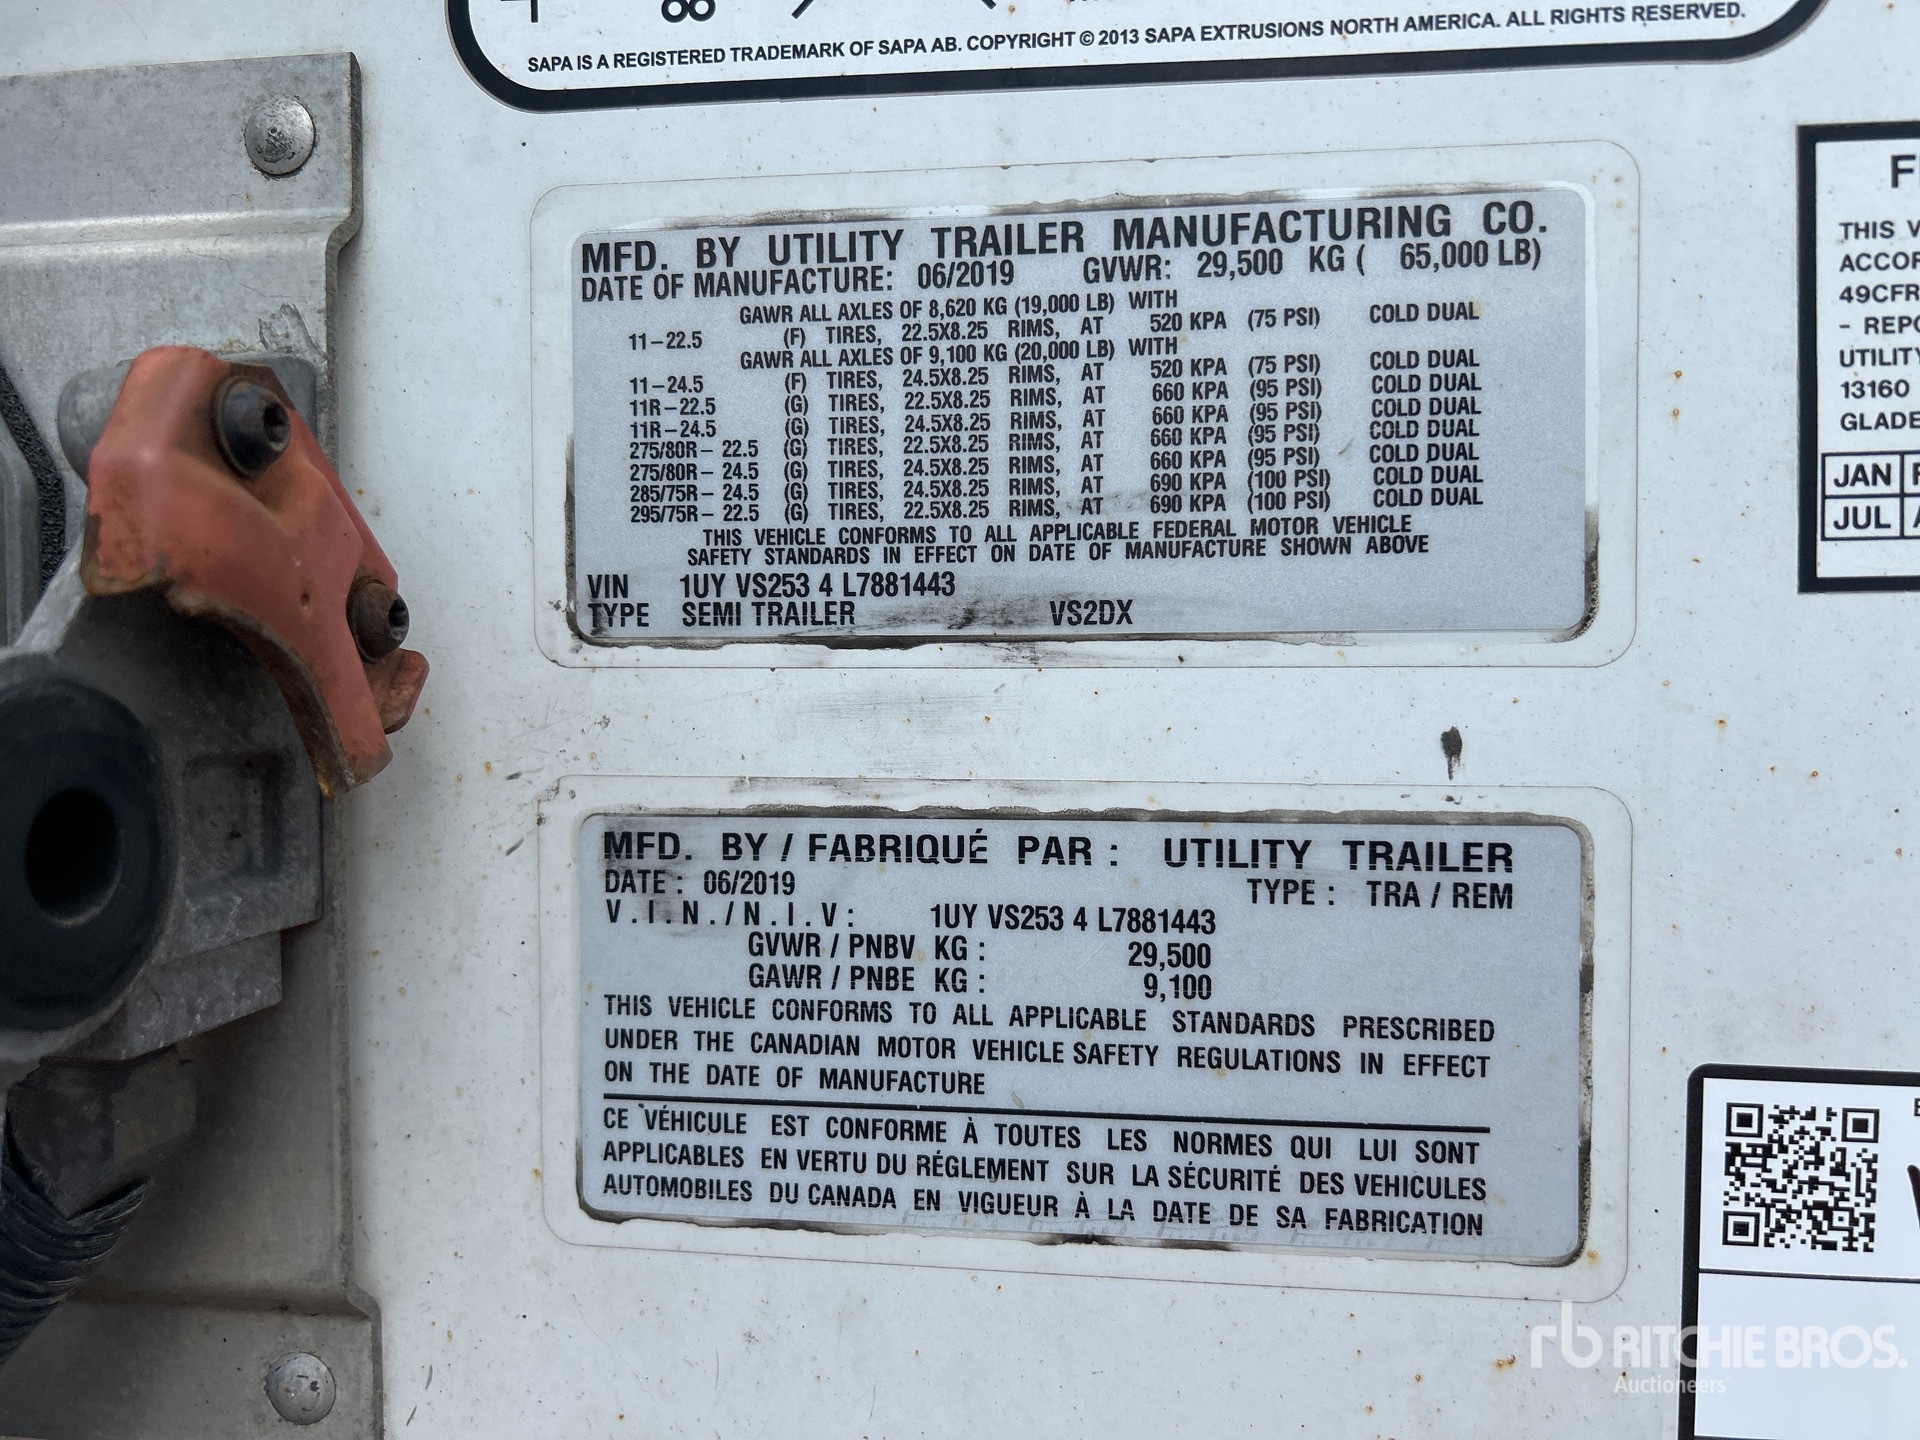 SAPA IS A REGISTERED TRADEMARK OF SAPA AB. COPYRIGHT © 2013 SAPA EXTRUSIONS NORTH AMERICA. ALL RIGHTS RESERVED.
MFD. BY UTILITY TRAILER MANUFACTURING CO.
DATE OF MANUFACTURE: 06/2019 GVWR: 29,500 KG ( 65,000 LB)
GAWR ALL AXLES OF 8,620 KG (19,000 LB) WITH
11-22.5 (F) TIRES, 22.5X8.25 RIMS, AT 520 KPA (75 PSI) COLD DUAL
GAWR ALL AXLES OF 9,100 KG (20,000 LB) WITH
11-24.5 (F) TIRES, 24.5X8.25 RIMS, AT 520 KPA (75 PSI) COLD DUAL
11R-22.5 (G) TIRES, 22.5X8.25 RIMS, AT 660 KPA (95 PSI) COLD DUAL
11R-24.5 (G) TIRES, 24.5X8.25 RIMS, AT 660 KPA (95 PSI) COLD DUAL
275/80R- 22.5 (G) TIRES, 22.5X8.25 RIMS, AT 660 KPA (95 PSI) COLD DUAL
275/80R- 24.5 (G) TIRES, 24.5X8.25 RIMS, AT 660 KPA (95 PSI) COLD DUAL
285/75R- 24.5 (G) TIRES, 24.5X8.25 RIMS, AT 690 KPA (100 PSI) COLD DUAL
295/75R- 22.5 (G) TIRES, 22.5X8.25 RIMS, AT 690 KPA (100 PSI) COLD DUAL
THIS VEHICLE CONFORMS TO ALL APPLICABLE FEDERAL MOTOR VEHICLE
SAFETY STANDARDS IN EFFECT ON DATE OF MANUFACTURE SHOWN ABOVE
VIN 1UY VS253 4 L7881443
TYPE SEMI TRAILER VS2DX
MFD. BY / FABRIQUÉ PAR : UTILITY TRAILER
DATE : 06/2019 TYPE : TRA / REM
V.I.N./N.I.V: 1UY VS253 4 L7881443
GVWR / PNBV KG : 29,500
GAWR / PNBE KG : 9,100
THIS VEHICLE CONFORMS TO ALL APPLICABLE STANDARDS PRESCRIBED
UNDER THE CANADIAN MOTOR VEHICLE SAFETY REGULATIONS IN EFFECT
ON THE DATE OF MANUFACTURE
CE VÉHICULE EST CONFORME À TOUTES LES NORMES QUI LUI SONT
APPLICABLES EN VERTU DU RÉGLEMENT SUR LA SÉCURITÉ DES VEHICULES
AUTOMOBILES DU CANADA EN VIGUEUR À LA DATE DE SA FABRICATION
THIS
49CFR
- REPO
UTILITY
13160
GLADE
JAN
JUL
rb RITCHIE BROS.
Auctioneers